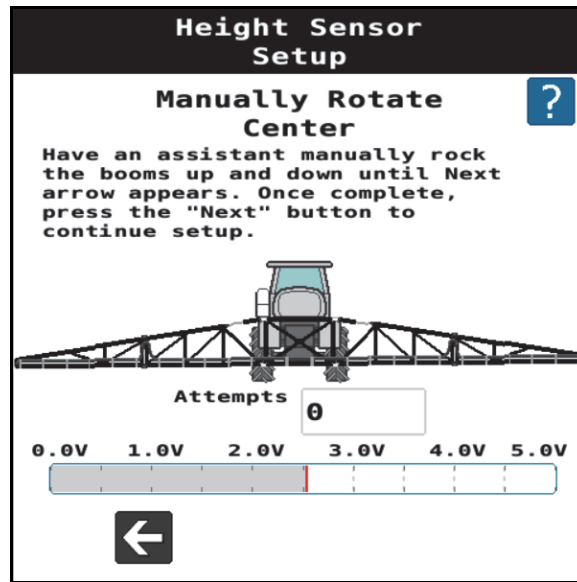 Height Sensor
Setup
?
Manually Rotate
Center
Have an assistant manually rock
the booms up and down until Next
arrow appears. Once complete,
press the "Next" button to
continue setup.
Attempts
0
0.0V 1.0V 2.0V 3.0V 4.0V 5.0V